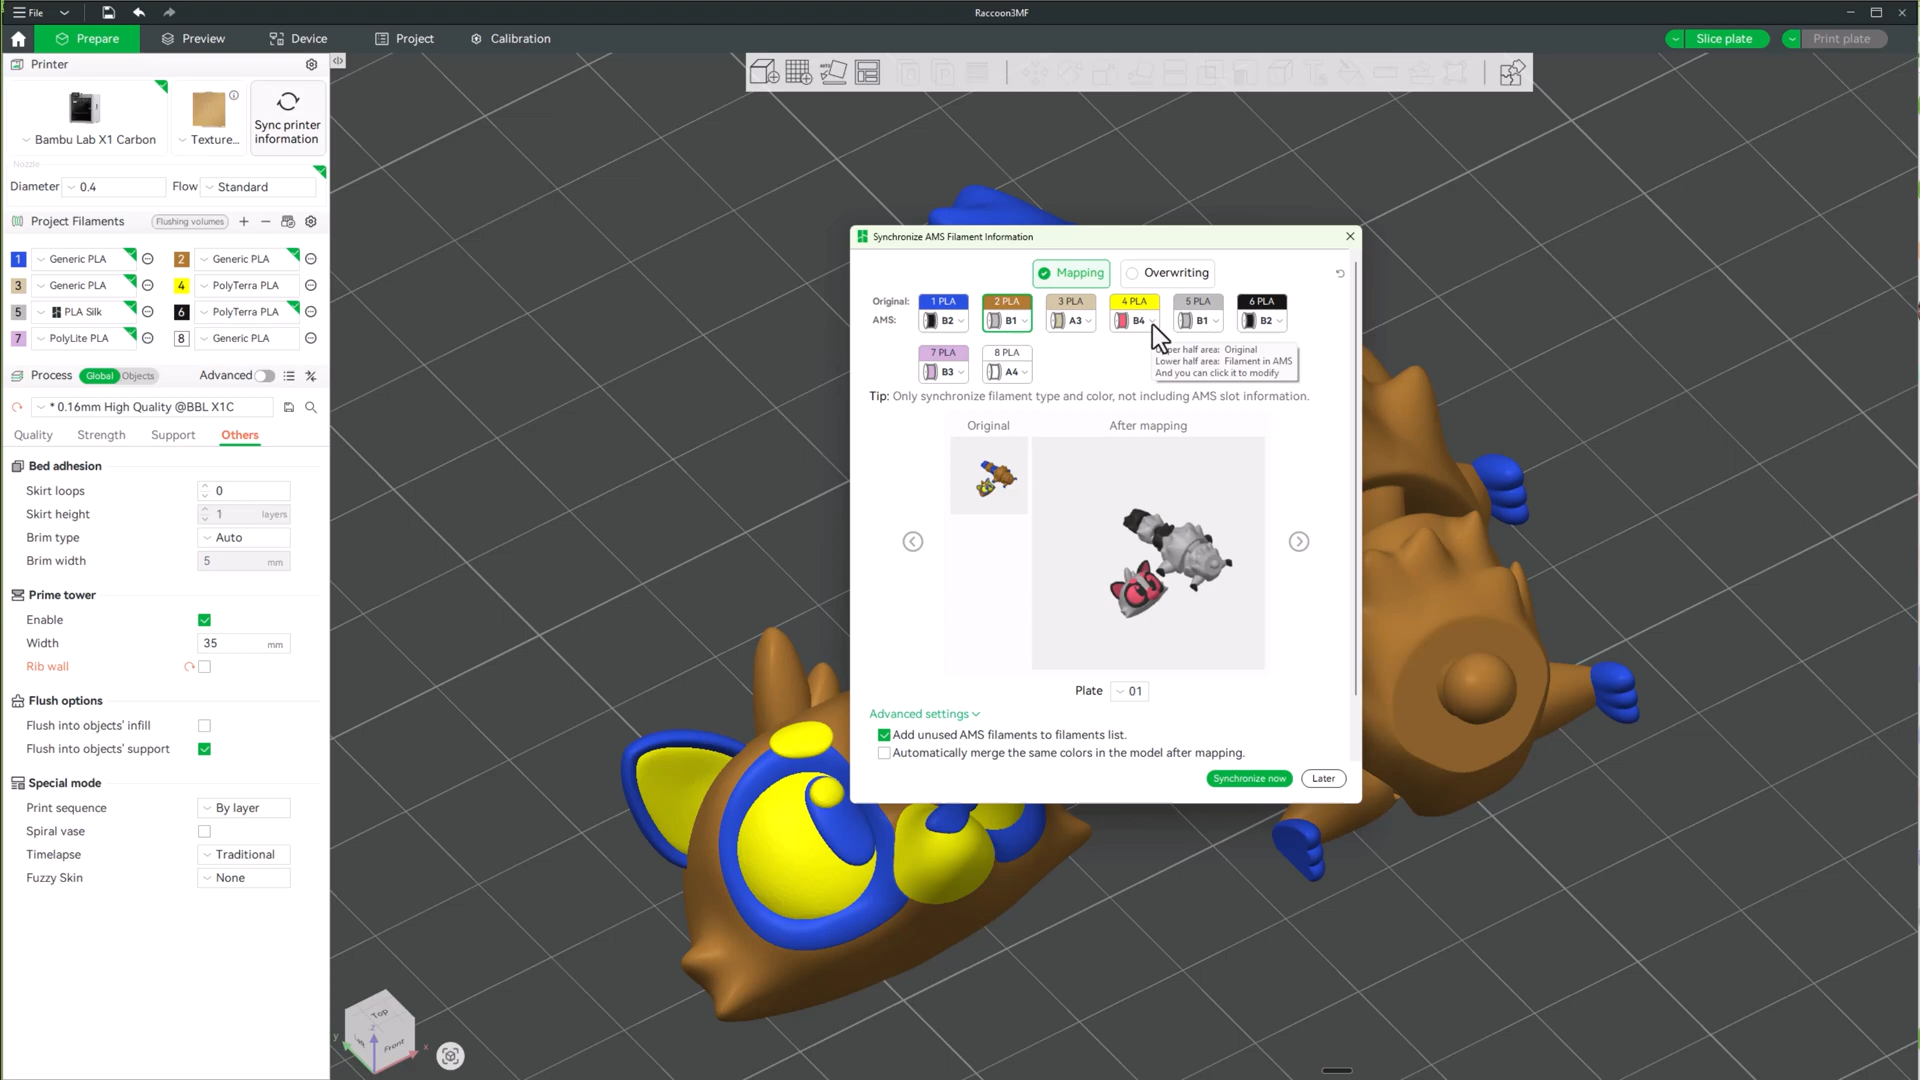 File
Raccoon3MF
Prepare
Preview
Device
Project
Calibration
Slice plate
Print plate
Printer
Bambu Lab X1 Carbon
Texture...
Sync printer
information
Nozzle
Diameter
0.4
Flow
Standard
Project Filaments
Flushing volumes
1 Generic PLA
2 Generic PLA
3 Generic PLA
4 PolyTerra PLA
5 PLA Silk
6 PolyTerra PLA
7 PolyLite PLA
8 Generic PLA
Process
Global
Objects
Advanced
* 0.16mm High Quality @BBL X1C
Quality
Strength
Support
Others
Bed adhesion
Skirt loops
0
Skirt height
1 layers
Brim type
Auto
Brim width
5 mm
Prime tower
Enable
Width
35 mm
Rib wall
Flush options
Flush into objects' infill
Flush into objects' support
Special mode
Print sequence
By layer
Spiral vase
Timelapse
Traditional
Fuzzy Skin
None
Synchronize AMS Filament Information
Mapping
Overwriting
Original: 1 PLA 2 PLA 3 PLA 4 PLA 5 PLA 6 PLA
AMS: B2 B1 A3 B4 B1 B2
half area: Original
Lower half area: Filament in AMS
And you can click it to modify
7 PLA 8 PLA
B3 A4
Tip: Only synchronize filament type and color, not including AMS slot information.
Original
After mapping
Plate 01
Advanced settings
Add unused AMS filaments to filaments list.
Automatically merge the same colors in the model after mapping.
Synchronize now
Later
Top
Left
Front
z
y
x